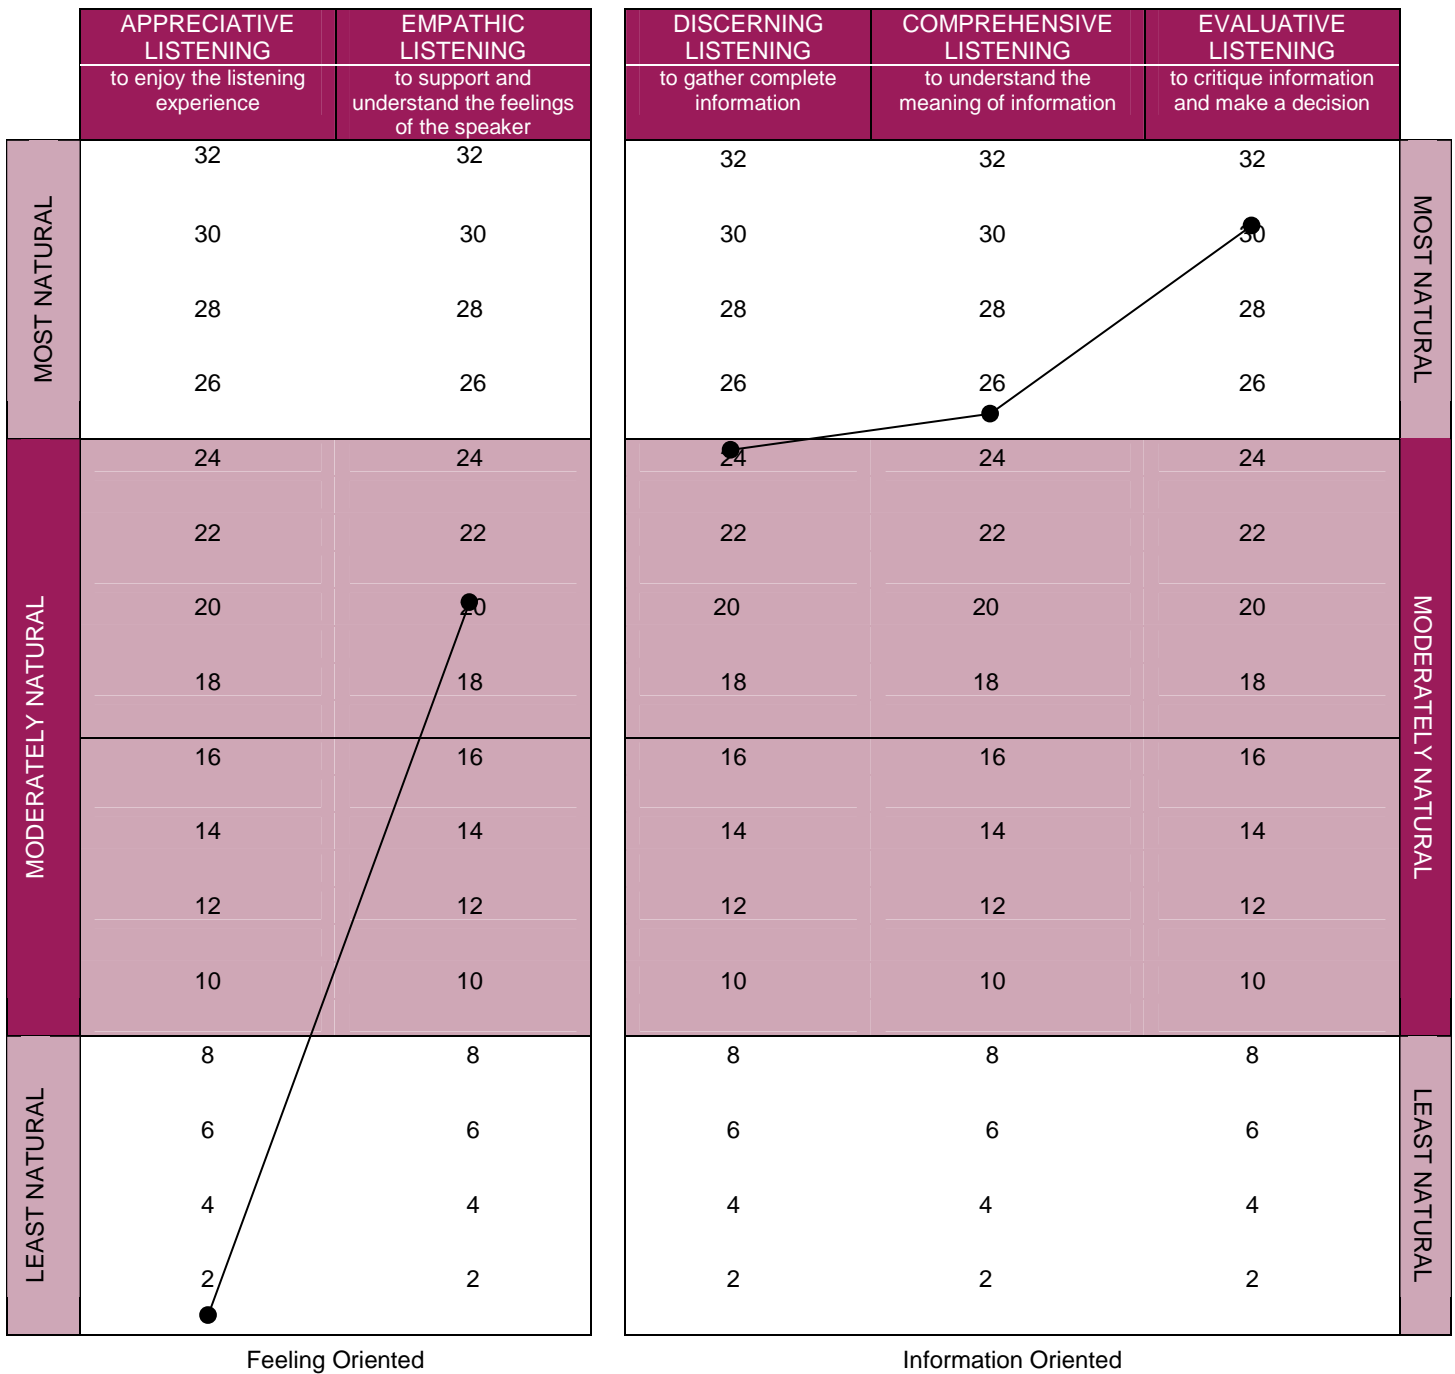 APPRECIATIVE
LISTENING
to enjoy the listening
experience
EMPATHIC
LISTENING
to support and
understand the feelings
of the speaker
DISCERNING
LISTENING
to gather complete
information
COMPREHENSIVE
LISTENING
to understand the
meaning of information
EVALUATIVE
LISTENING
to critique information
and make a decision
MOST NATURAL
MODERATELY NATURAL
LEAST NATURAL
32 32 32 32 32
30 30 30 30 30
28 28 28 28 28
26 26 26 26 26
24 24 24 24 24
22 22 22 22 22
20 20 20 20 20
18 18 18 18 18
16 16 16 16 16
14 14 14 14 14
12 12 12 12 12
10 10 10 10 10
8 8 8 8 8
6 6 6 6 6
4 4 4 4 4
2 2 2 2 2
MOST NATURAL
MODERATELY NATURAL
LEAST NATURAL
Feeling Oriented
Information Oriented